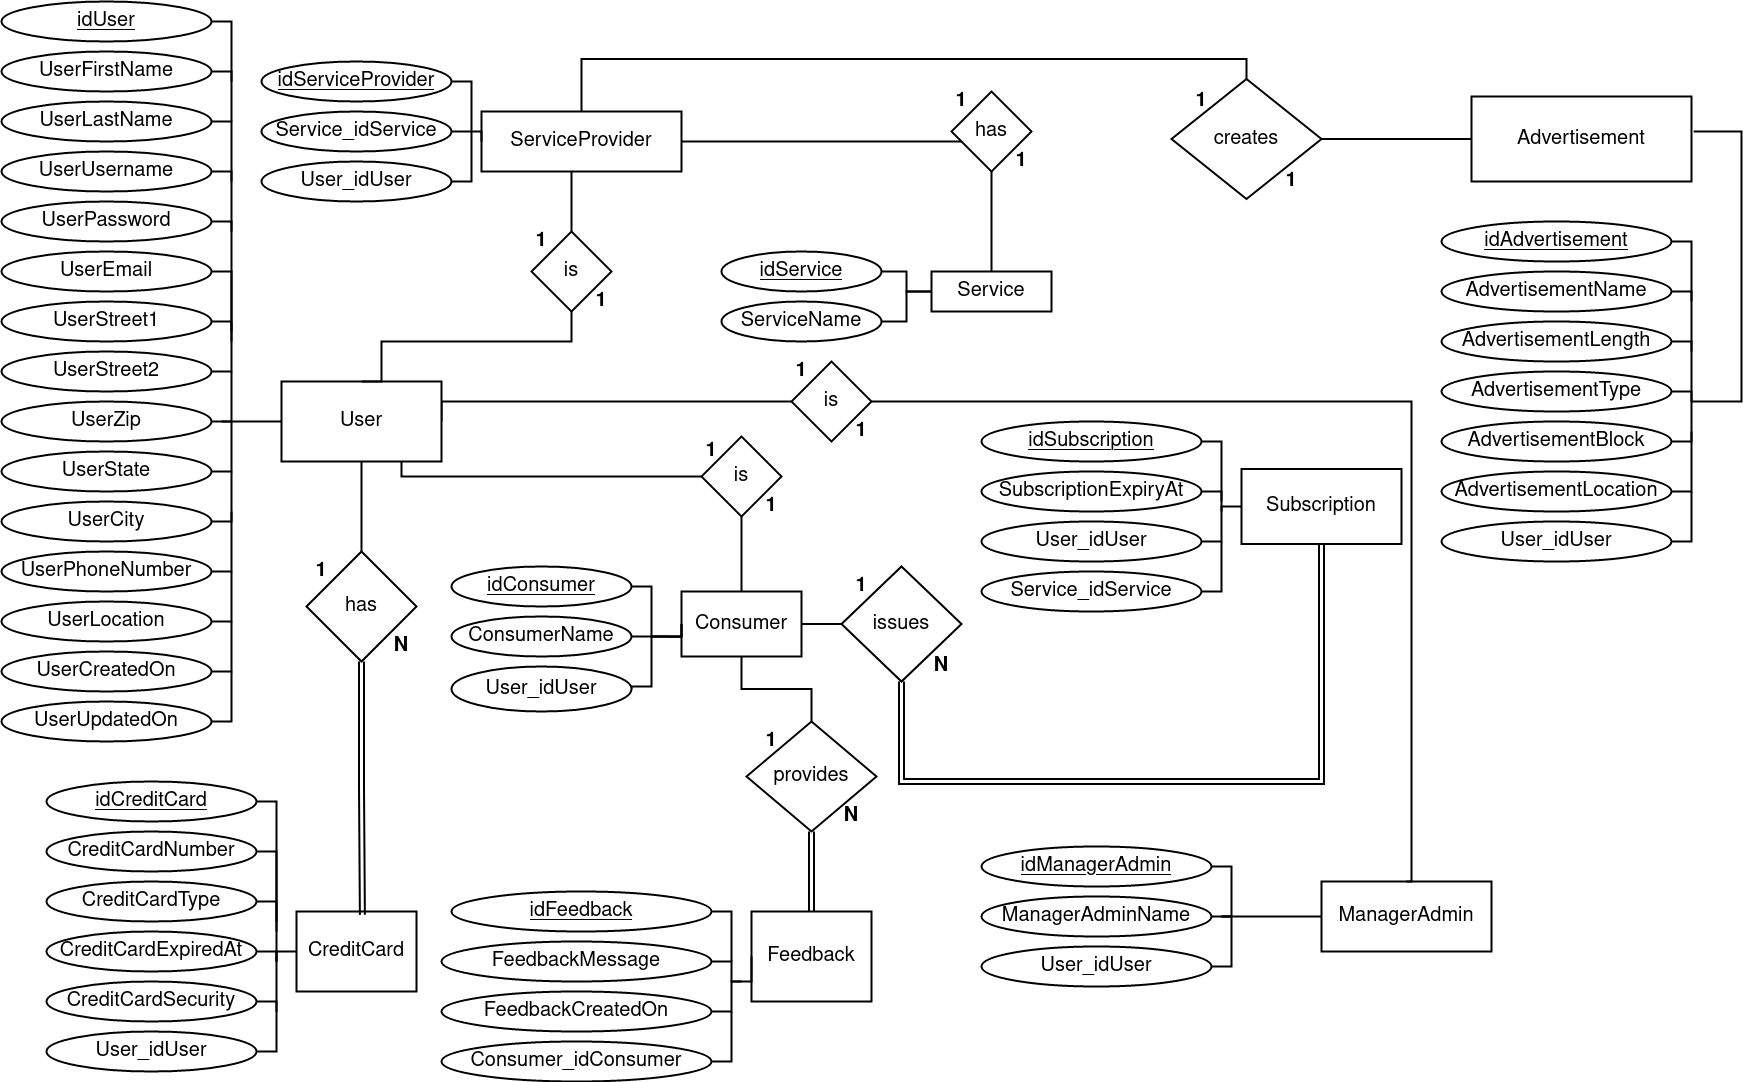 idUser
UserFirstName
UserLastName
UserUsername
UserPassword
UserEmail
UserStreet1
UserStreet2
UserZip
UserState
UserCity
UserPhoneNumber
UserLocation
UserCreatedOn
UserUpdatedOn
idServiceProvider
Service_idService
User_idUser
ServiceProvider
1
has
1
1
creates
1
Advertisement
1
is
1
idService
ServiceName
Service
idAdvertisement
AdvertisementName
AdvertisementLength
AdvertisementType
AdvertisementBlock
AdvertisementLocation
User_idUser
User
1
is
1
1
is
1
idSubscription
SubscriptionExpiryAt
User_idUser
Service_idService
Subscription
1
has
N
idConsumer
ConsumerName
User_idUser
Consumer
1
issues
N
1
provides
N
idCreditCard
CreditCardNumber
CreditCardType
CreditCardExpiredAt
CreditCardSecurity
User_idUser
CreditCard
idFeedback
FeedbackMessage
FeedbackCreatedOn
Consumer_idConsumer
Feedback
idManagerAdmin
ManagerAdminName
User_idUser
ManagerAdmin